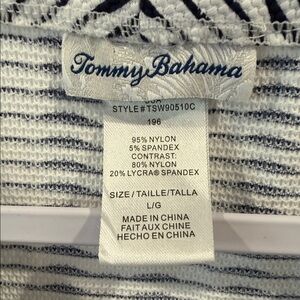 Tommy Bahama
USA
STYLE#TSW90510C
196
95% NYLON
5% SPANDEX
CONTRAST:
80% NYLON
20% LYCRA® SPANDEX
SIZE/TAILLE/TALLA
L/G
MADE IN CHINA
FAIT AUX CHINE
HECHO EN CHINA